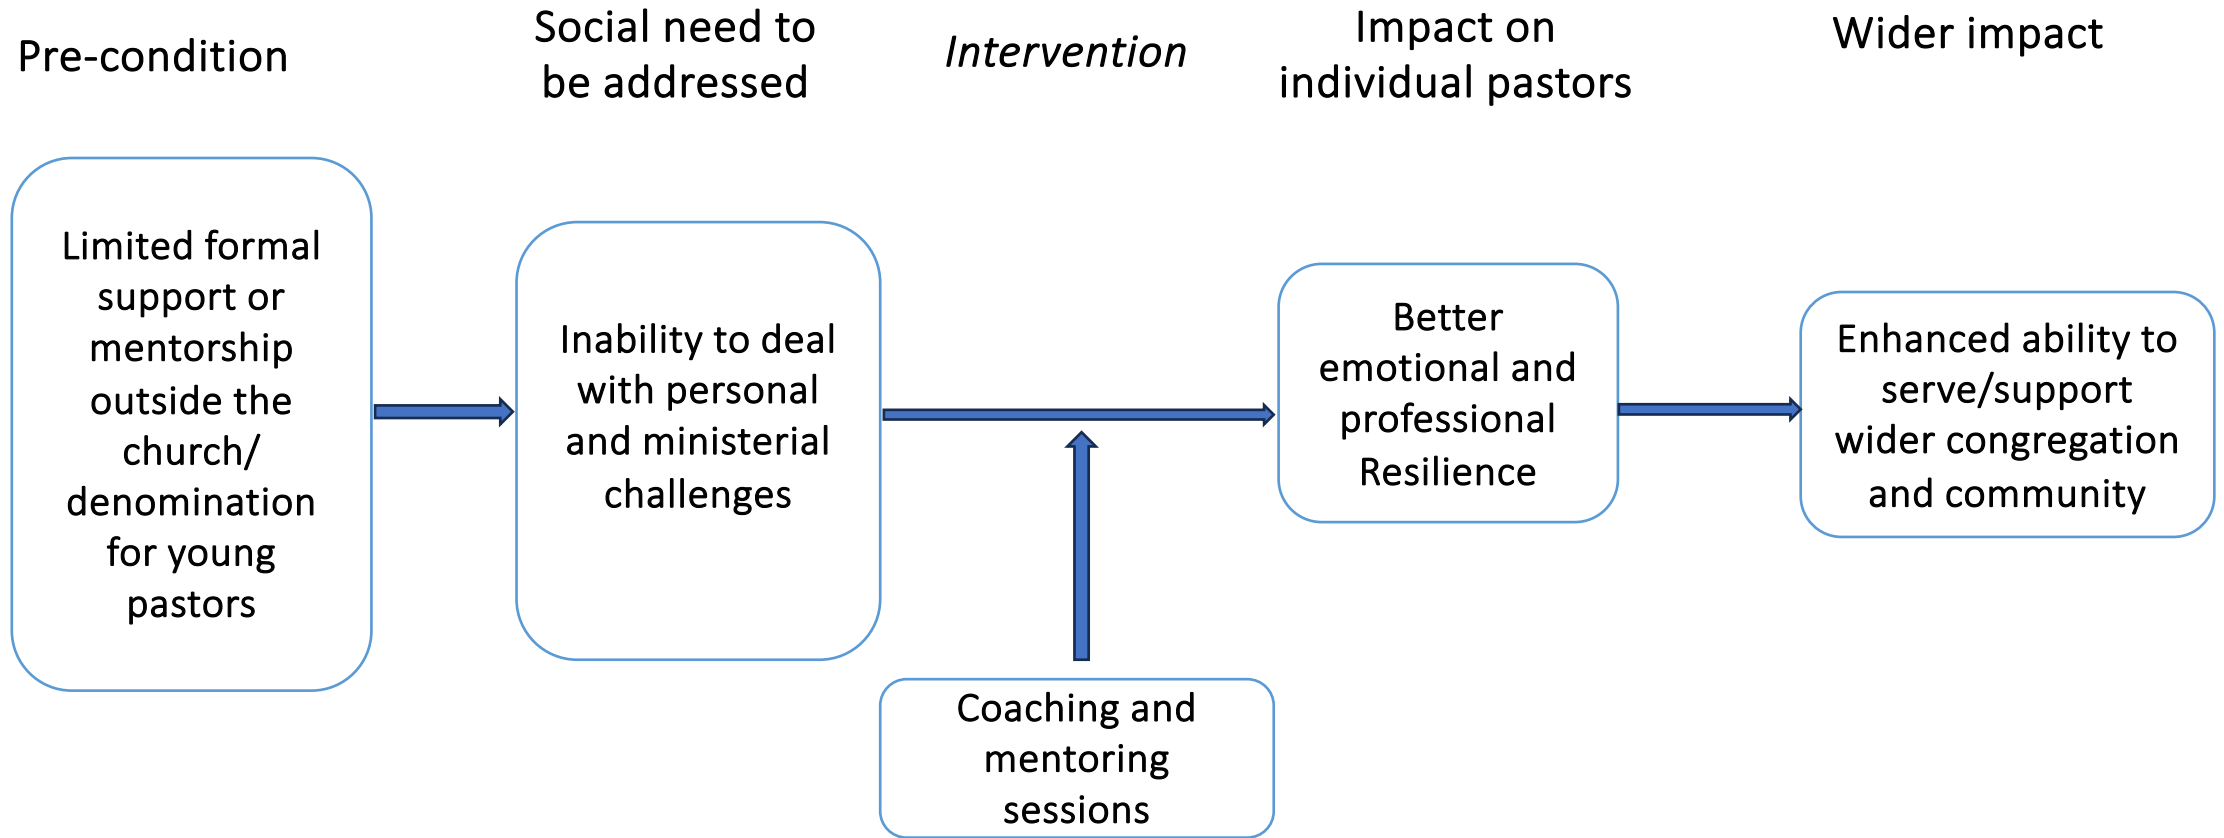 Pre-condition
Social need to
be addressed
Intervention
Impact on
individual pastors
Wider impact
Limited formal
support or
mentorship
outside the
church/
denomination
for young
pastors
Inability to deal
with personal
and ministerial
challenges
Coaching and
mentoring
sessions
Better
emotional and
professional
Resilience
Enhanced ability to
serve/support
wider congregation
and community